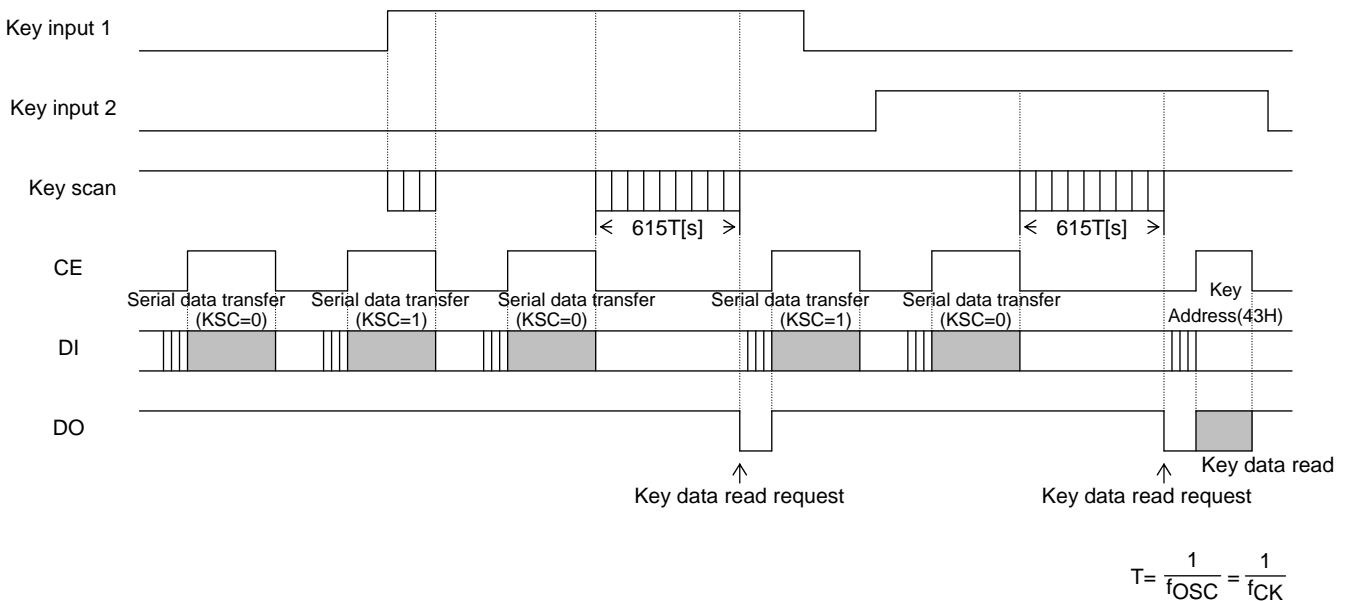 Key input 1
Key input 2
Key scan
615T[s]
615T[s]
CE
Serial data transfer
(KSC=0)
Serial data transfer
(KSC=1)
Serial data transfer
(KSC=0)
Serial data transfer
(KSC=1)
Serial data transfer
(KSC=0)
Key
Address(43H)
DI
DO
Key data read
Key data read request
Key data read request
T= 1/fOSC = 1/fCK